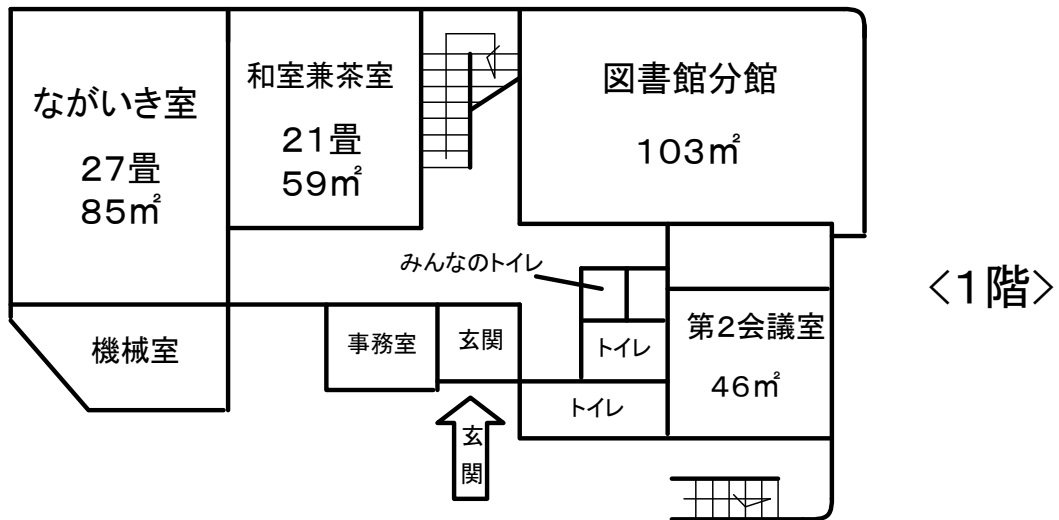 ながいき室
27畳
85㎡
和室兼茶室
21畳
59㎡
図書館分館
103㎡
みんなのトイレ
<1階>
機械室
事務室
玄関
トイレ
第2会議室
46㎡
トイレ
玄関